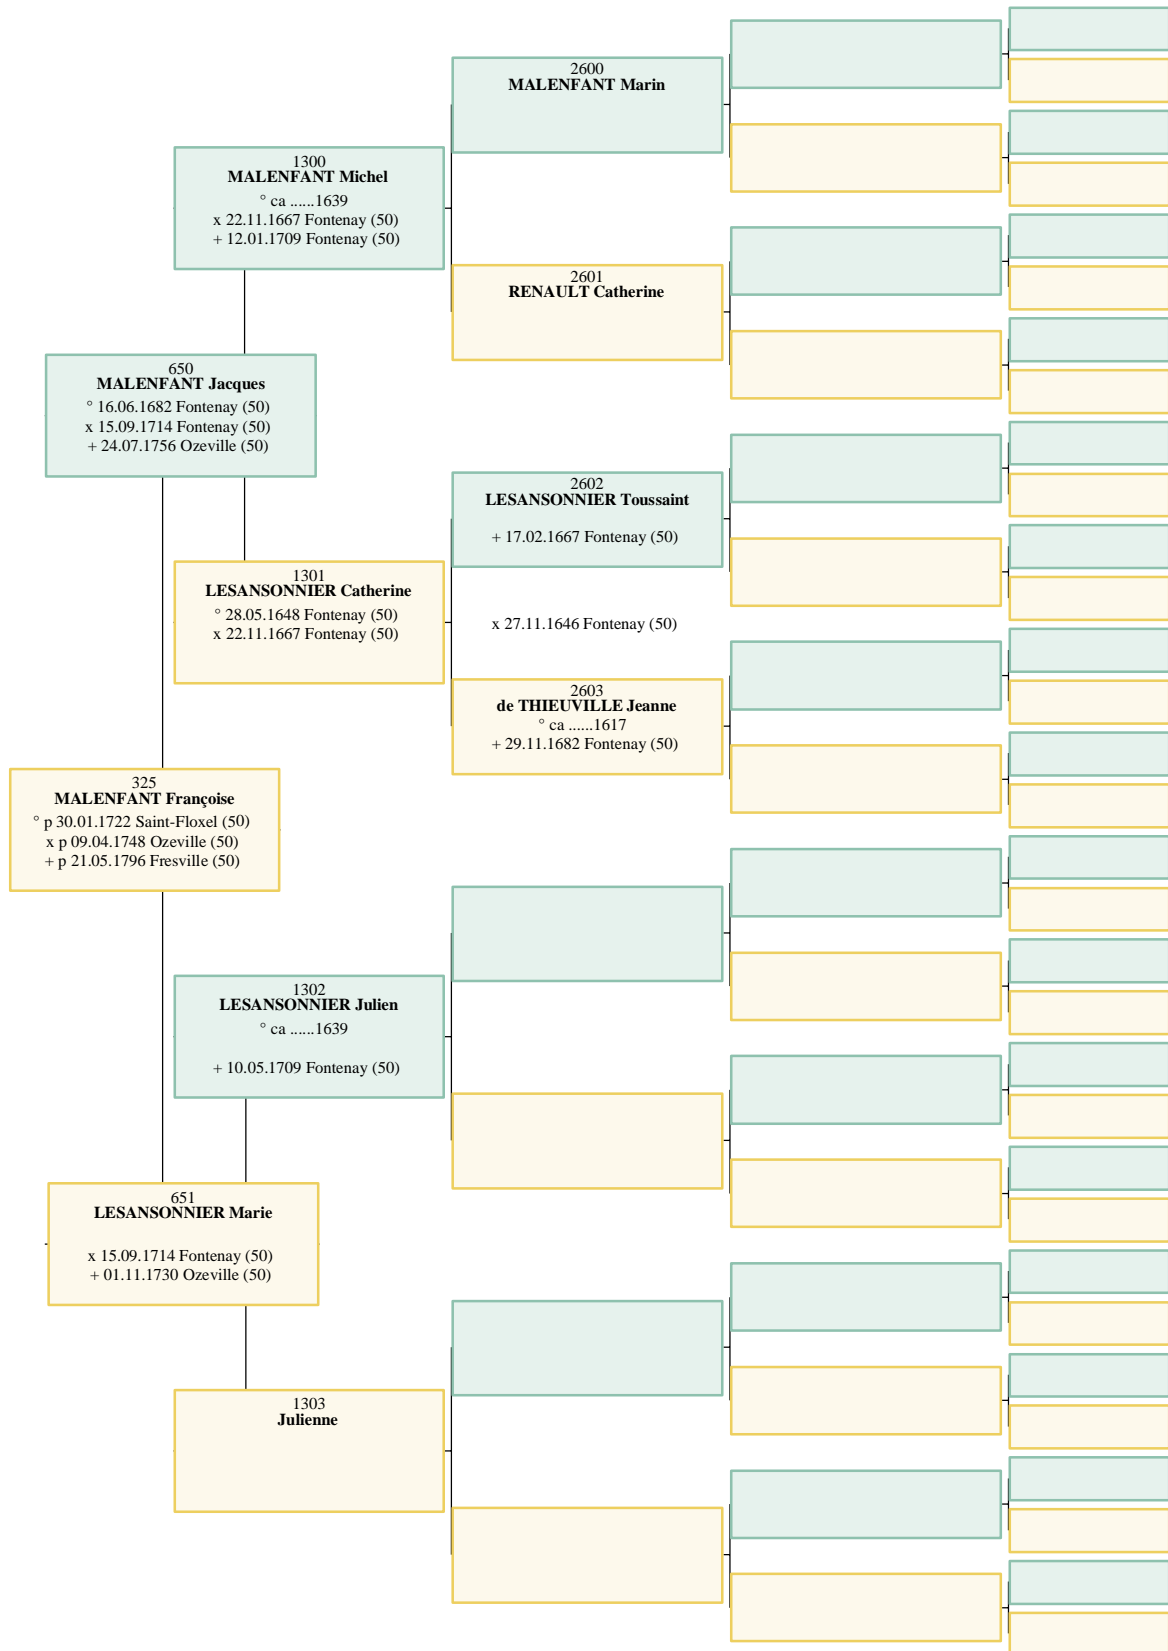 2600
MALENFANT Marin
1300
MALENFANT Michel
° ca ......1639
x 22.11.1667 Fontenay (50)
+ 12.01.1709 Fontenay (50)
2601
RENAULT Catherine
650
MALENFANT Jacques
° 16.06.1682 Fontenay (50)
x 15.09.1714 Fontenay (50)
+ 24.07.1756 Ozeville (50)
2602
LESANSONNIER Toussaint
+ 17.02.1667 Fontenay (50)
1301
LESANSONNIER Catherine
° 28.05.1648 Fontenay (50)
x 22.11.1667 Fontenay (50)
x 27.11.1646 Fontenay (50)
2603
de THIEUVILLE Jeanne
° ca ......1617
+ 29.11.1682 Fontenay (50)
325
MALENFANT Françoise
° p 30.01.1722 Saint-Floxel (50)
x p 09.04.1748 Ozeville (50)
+ p 21.05.1796 Fresville (50)
1302
LESANSONNIER Julien
° ca ......1639
+ 10.05.1709 Fontenay (50)
651
LESANSONNIER Marie
x 15.09.1714 Fontenay (50)
+ 01.11.1730 Ozeville (50)
1303
Julienne